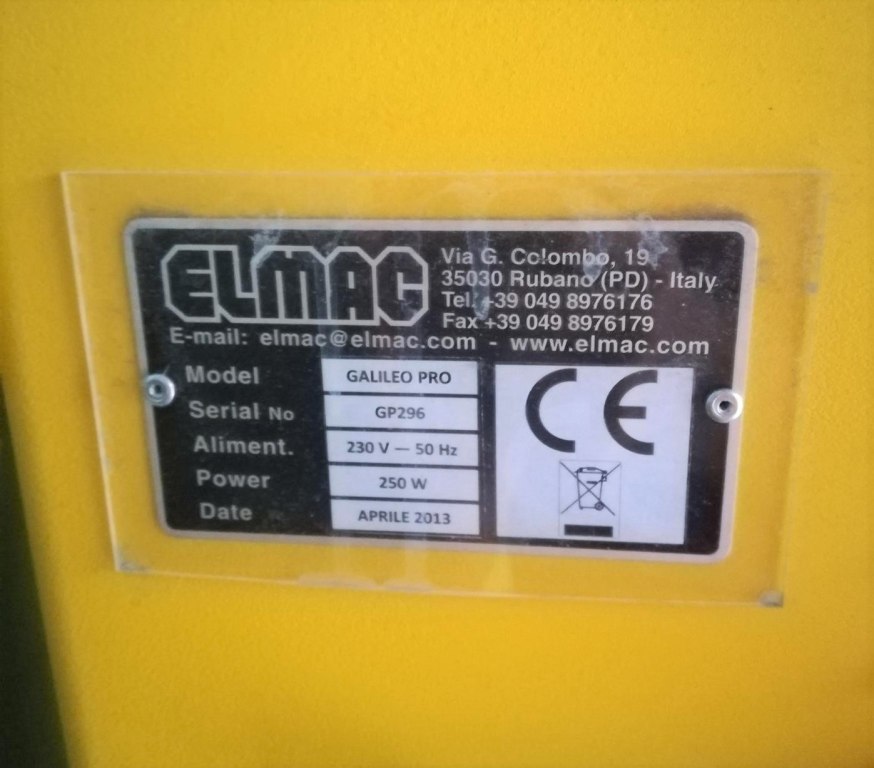 ELMAC
Via G. Colombo, 19
35030 Rubano (PD) - Italy
Tel. +39 049 8976176
Fax +39 049 8976179
E-mail: elmac@elmac.com - www.elmac.com
Model GALILEO PRO
Serial No GP296
Aliment. 230 V — 50 Hz
Power 250 W
Date APRILE 2013
CE